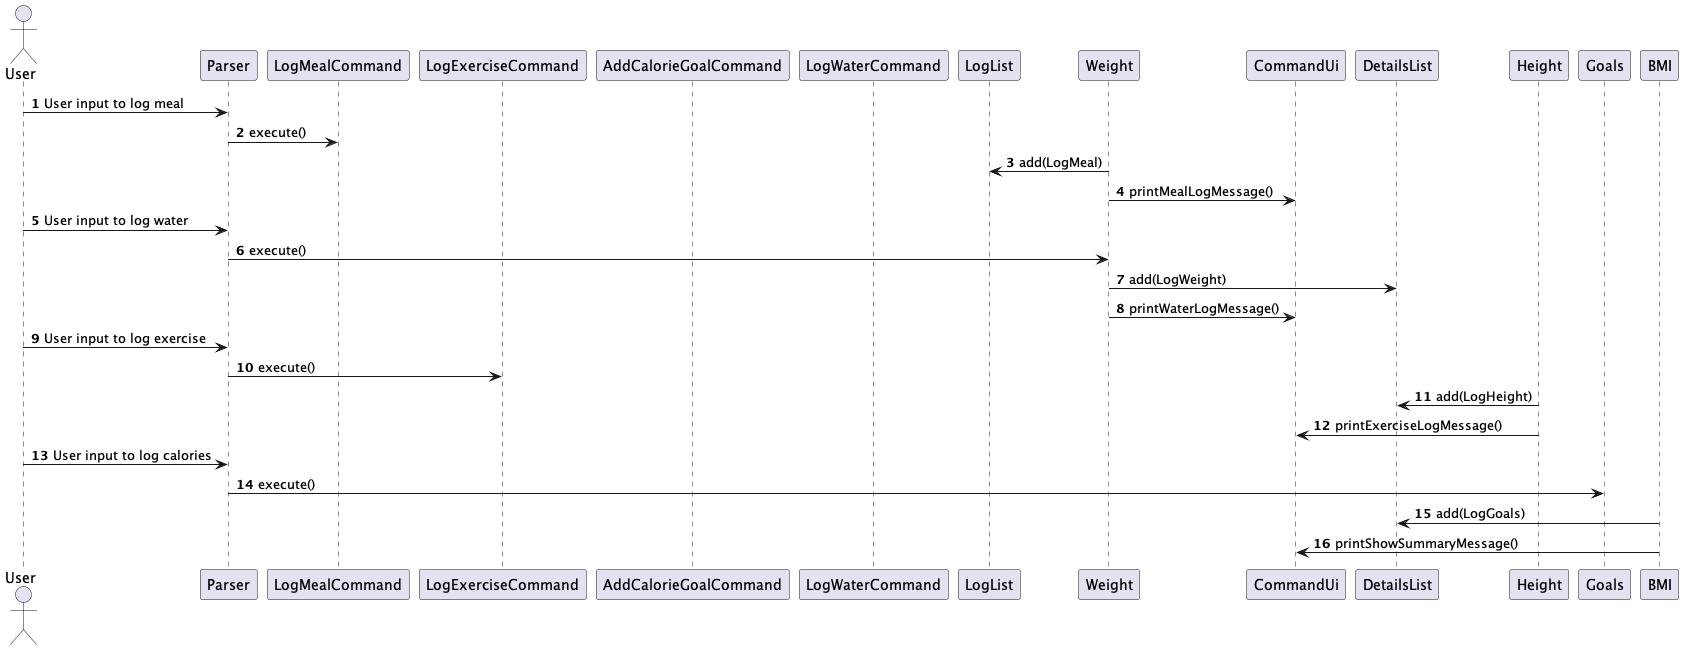 User
Parser
LogMealCommand
LogExerciseCommand
AddCalorieGoalCommand
LogWaterCommand
LogList
Weight
CommandUi
DetailsList
Height
Goals
BMI
1 User input to log meal
2 execute()
3 add(LogMeal)
4 printMealLogMessage()
5 User input to log water
6 execute()
7 add(LogWeight)
8 printWaterLogMessage()
9 User input to log exercise
10 execute()
11 add(LogHeight)
12 printExerciseLogMessage()
13 User input to log calories
14 execute()
15 add(LogGoals)
16 printShowSummaryMessage()
User
Parser
LogMealCommand
LogExerciseCommand
AddCalorieGoalCommand
LogWaterCommand
LogList
Weight
CommandUi
DetailsList
Height
Goals
BMI